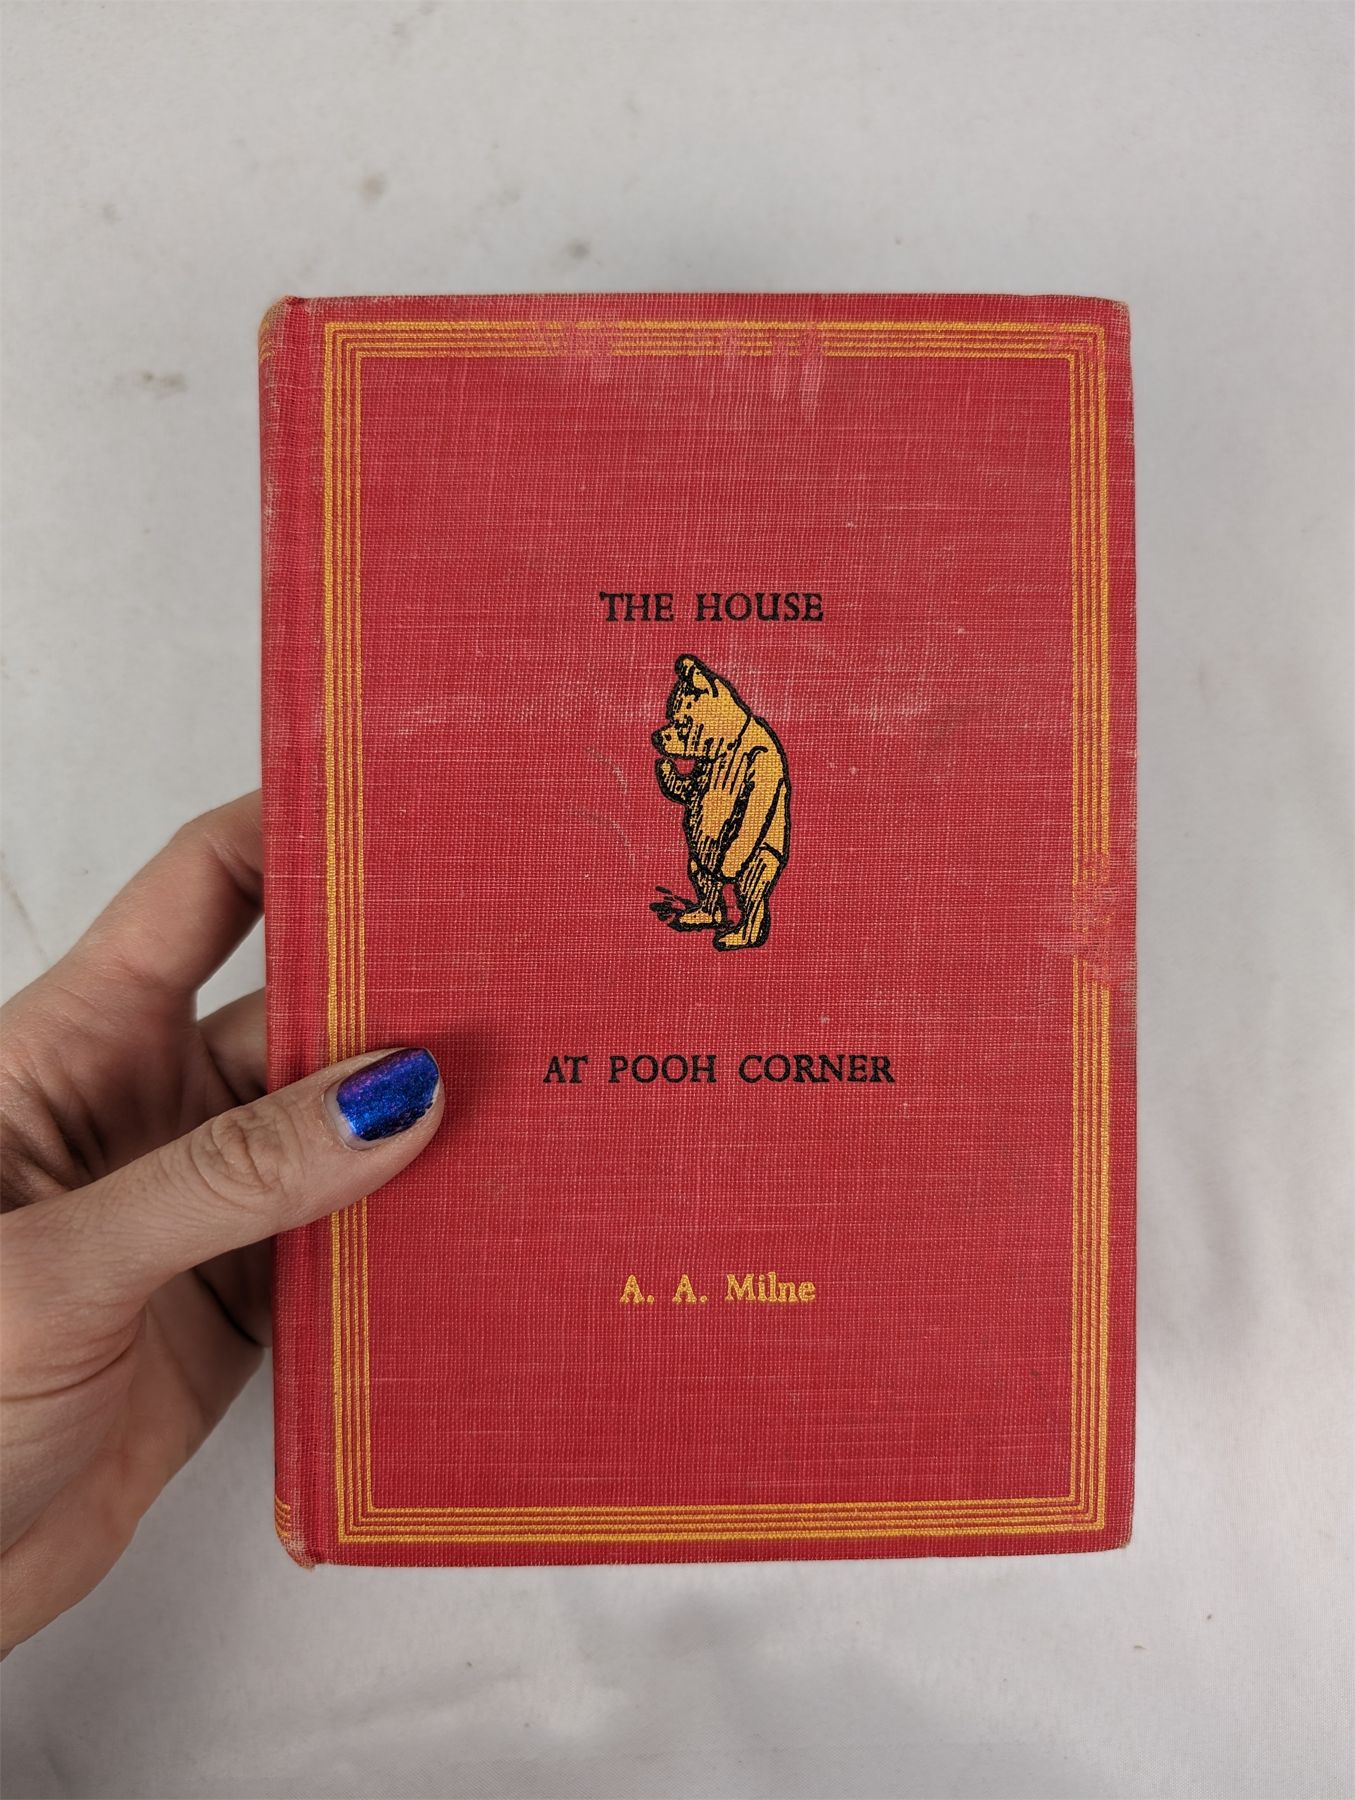 THE HOUSE
AT POOH CORNER
A. A. Milne